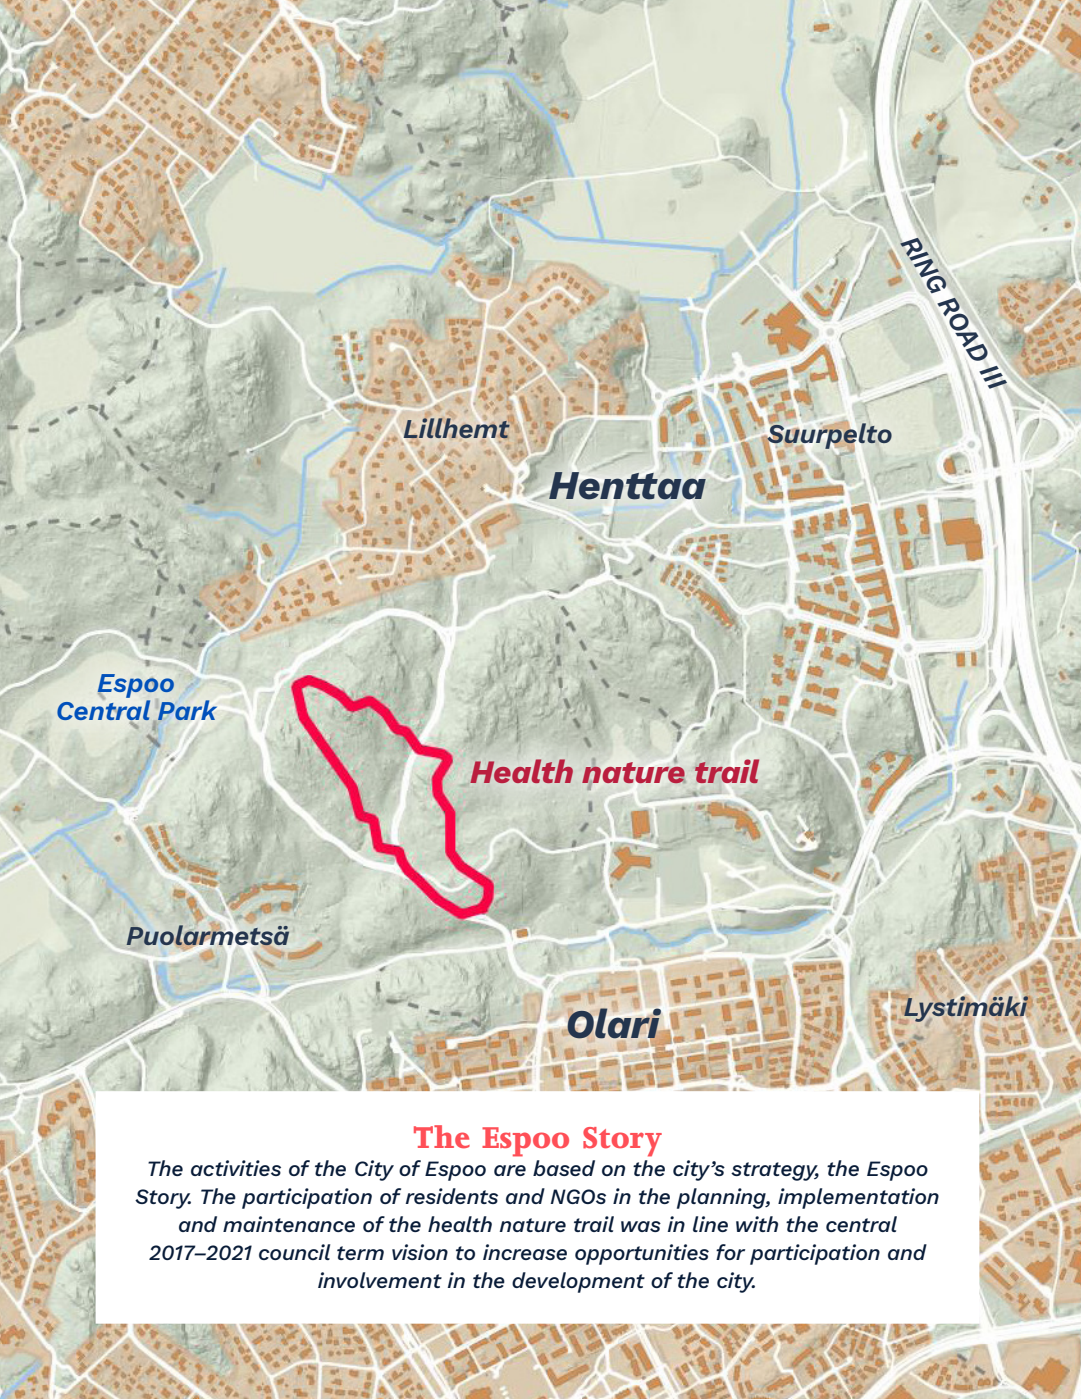 RING ROAD III
Lillhemt
Suurpelto
Henttaa
Espoo
Central Park
Health nature trail
Puolarmetsä
Lystimäki
Olari
The Espoo Story
The activities of the City of Espoo are based on the city’s strategy, the Espoo
Story. The participation of residents and NGOs in the planning, implementation
and maintenance of the health nature trail was in line with the central
2017–2021 council term vision to increase opportunities for participation and
involvement in the development of the city.